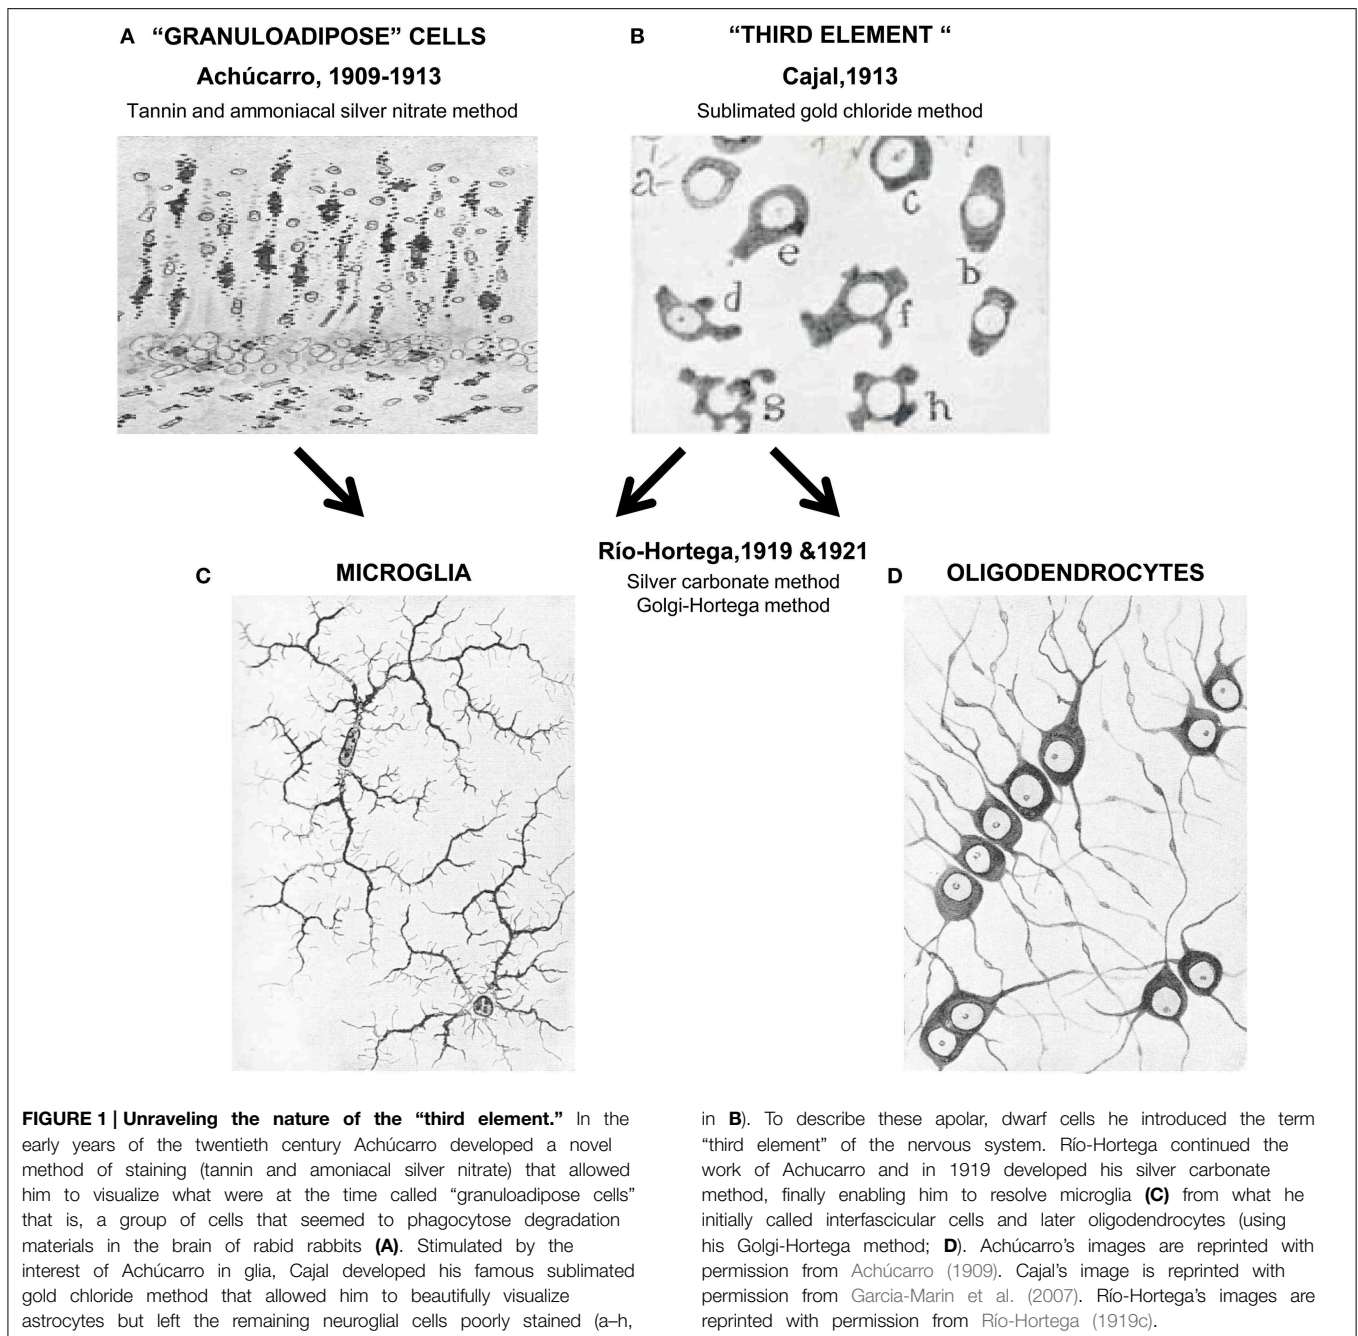 A "GRANULOADIPOSE" CELLS
Achúcarro, 1909-1913
Tannin and ammoniacal silver nitrate method
B "THIRD ELEMENT "
Cajal,1913
Sublimated gold chloride method
a
c
e
b
d
f
g
h
Río-Hortega,1919 &1921
Silver carbonate method
Golgi-Hortega method
C MICROGLIA
D OLIGODENDROCYTES
FIGURE 1 | Unraveling the nature of the "third element." In the
early years of the twentieth century Achúcarro developed a novel
method of staining (tannin and amoniacal silver nitrate) that allowed
him to visualize what were at the time called "granuloadipose cells"
that is, a group of cells that seemed to phagocytose degradation
materials in the brain of rabid rabbits (A). Stimulated by the
interest of Achúcarro in glia, Cajal developed his famous sublimated
gold chloride method that allowed him to beautifully visualize
astrocytes but left the remaining neuroglial cells poorly stained (a–h,
in B). To describe these apolar, dwarf cells he introduced the term
"third element" of the nervous system. Río-Hortega continued the
work of Achucarro and in 1919 developed his silver carbonate
method, finally enabling him to resolve microglia (C) from what he
initially called interfascicular cells and later oligodendrocytes (using
his Golgi-Hortega method; D). Achúcarro's images are reprinted with
permission from Achúcarro (1909). Cajal's image is reprinted with
permission from Garcia-Marin et al. (2007). Río-Hortega's images are
reprinted with permission from Río-Hortega (1919c).